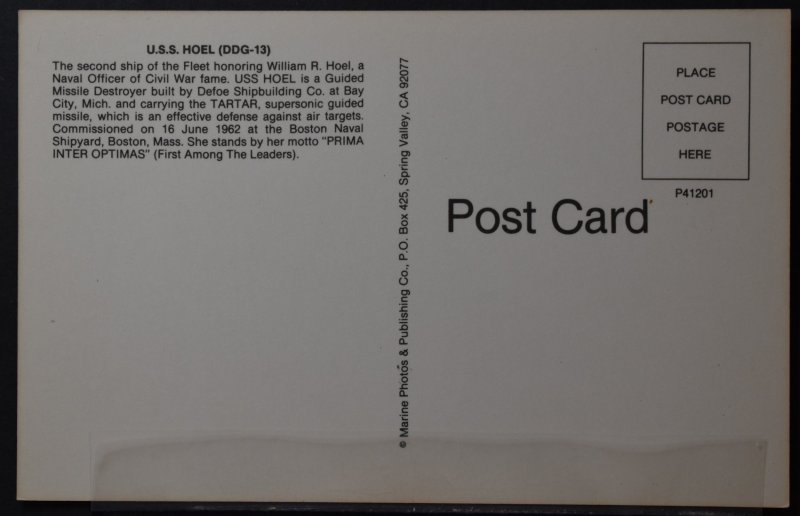 U.S.S. HOEL (DDG-13)
The second ship of the Fleet honoring William R. Hoel, a
Naval Officer of Civil War fame. USS HOEL is a Guided
Missile Destroyer built by Defoe Shipbuilding Co. at Bay
City, Mich. and carrying the TARTAR, supersonic guided
missile, which is an effective defense against air targets.
Commissioned on 16 June 1962 at the Boston Naval
Shipyard, Boston, Mass. She stands by her motto "PRIMA
INTER OPTIMAS" (First Among The Leaders).
© Marine Photos & Publishing Co., P.O. Box 425, Spring Valley, CA 92077
PLACE
POST CARD
POSTAGE
HERE
P41201
Post Card